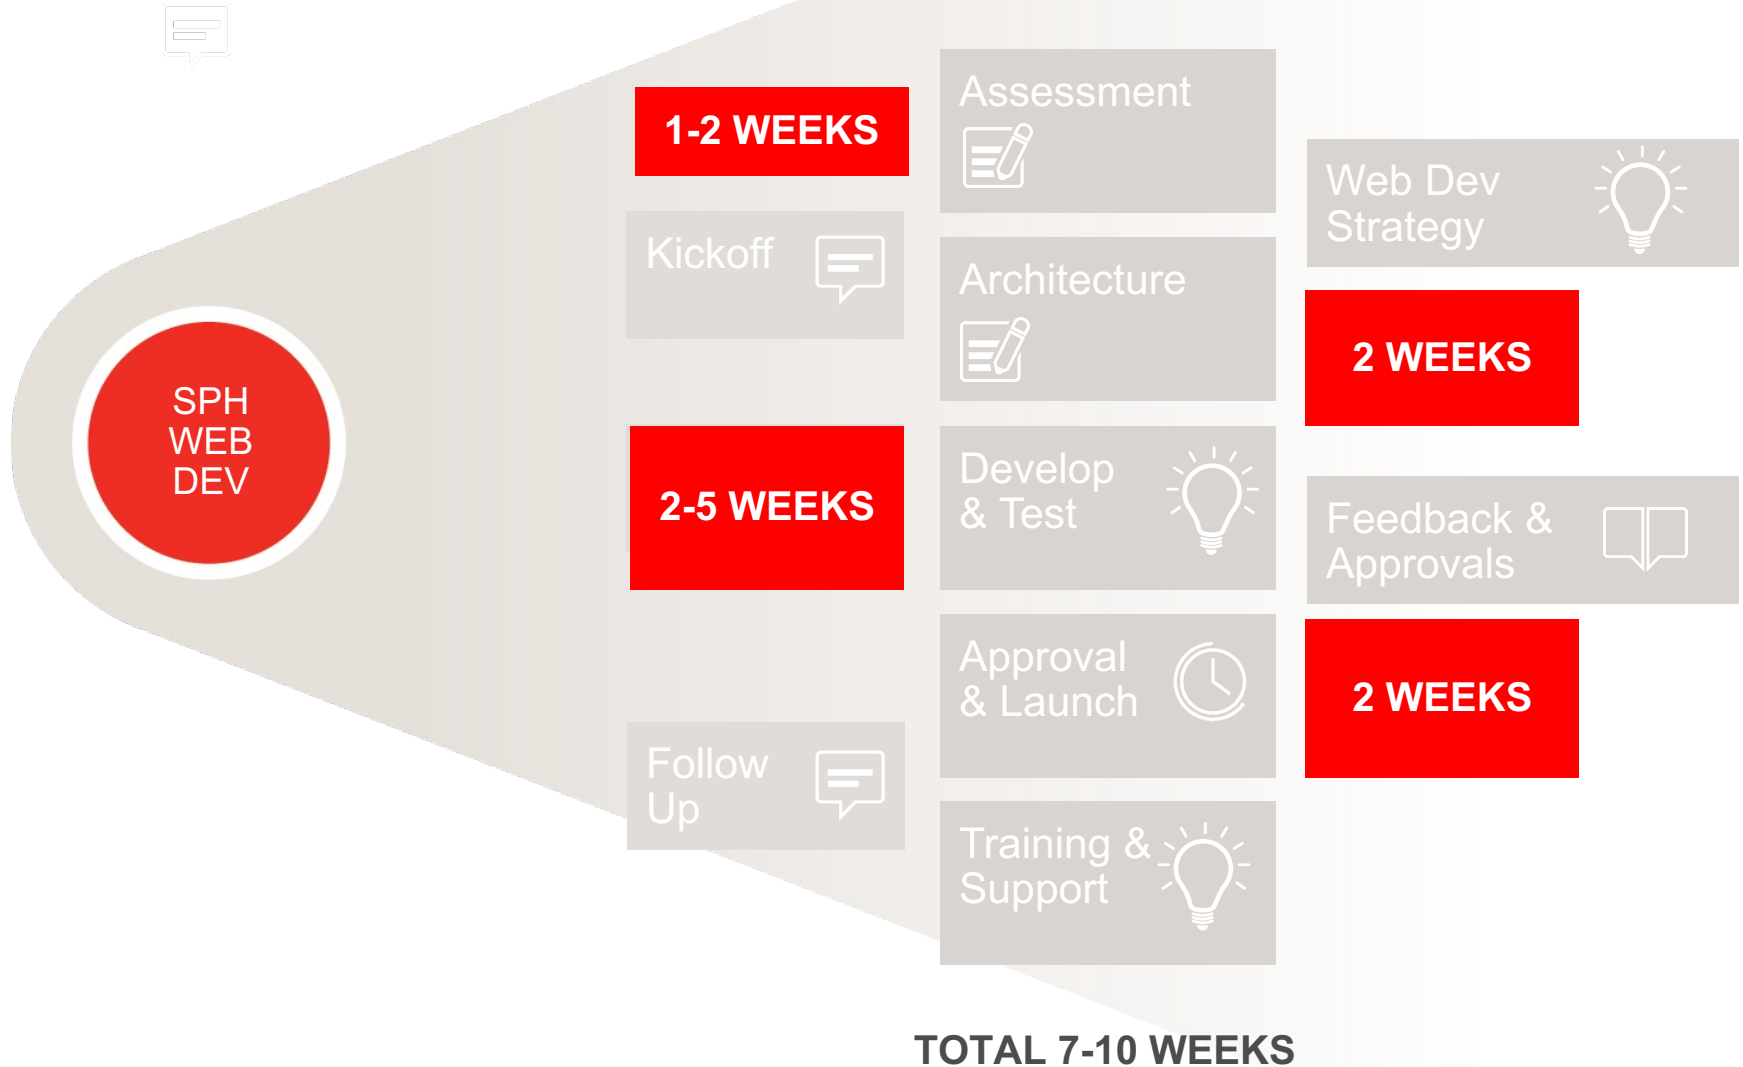 SPH
WEB
DEV
1-2 WEEKS
Kickoff
2-5 WEEKS
Follow
Up
Assessment
Architecture
Develop
& Test
Approval
& Launch
Training &
Support
Web Dev
Strategy
2 WEEKS
Feedback &
Approvals
2 WEEKS
TOTAL 7-10 WEEKS